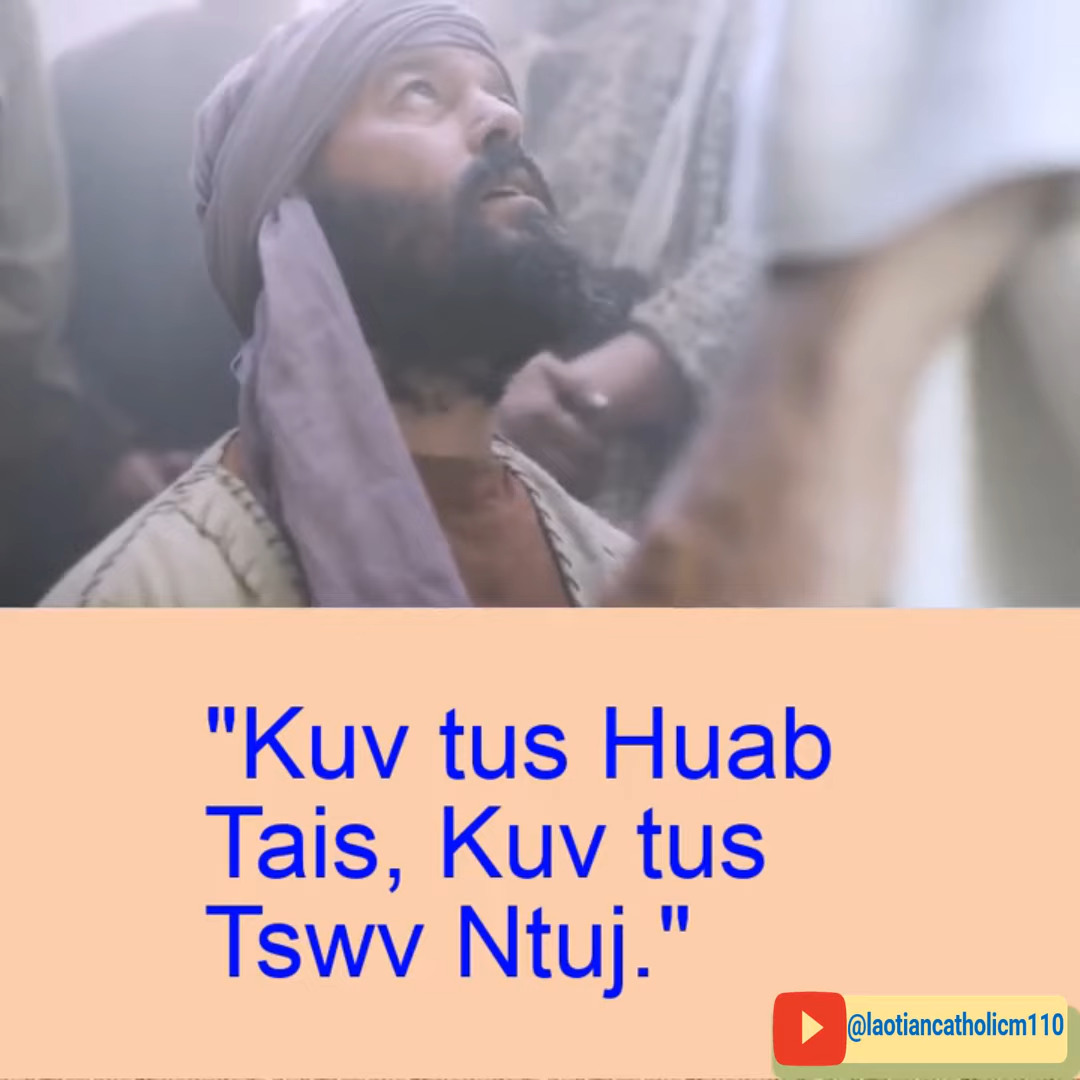 "Kuv tus Huab
Tais, Kuv tus
Tswv Ntuj."
@laotiancatholicm110